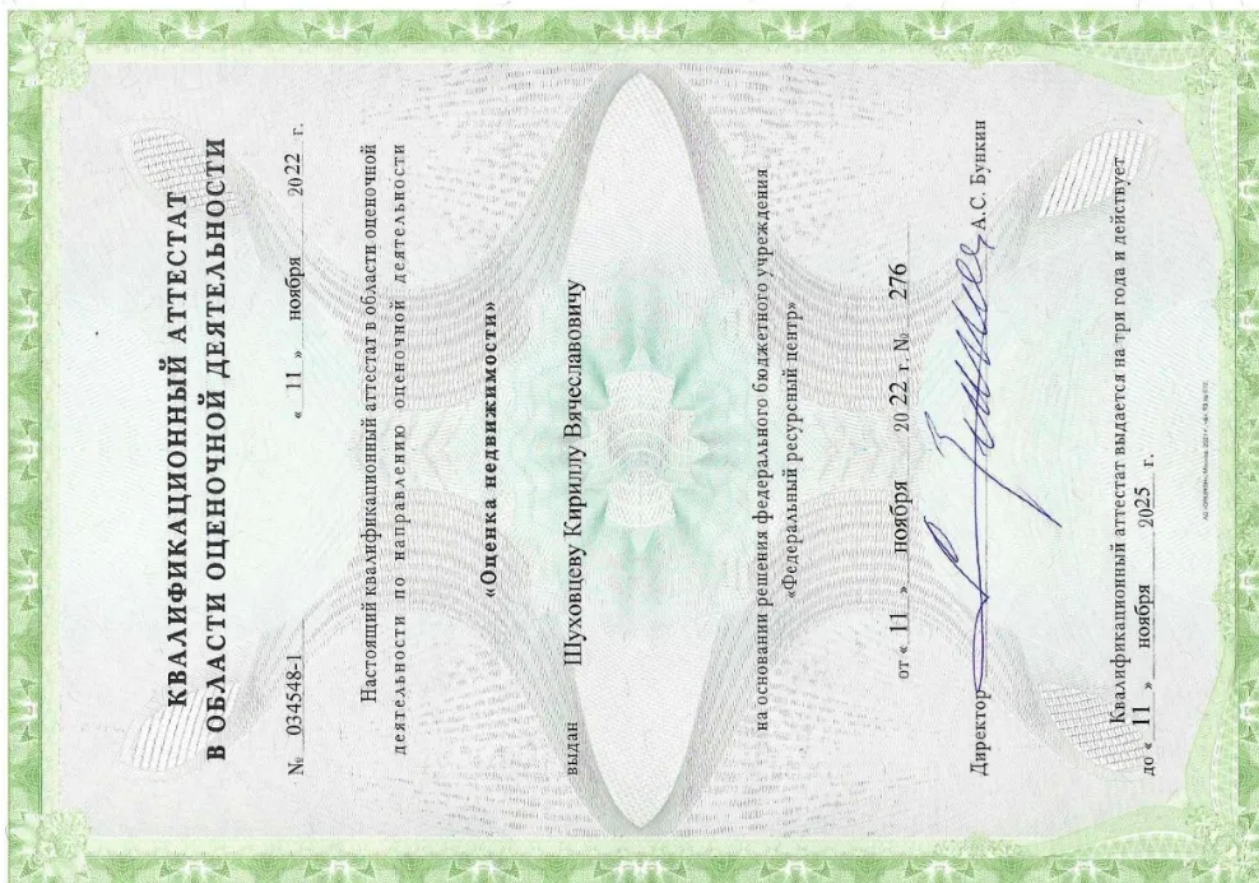 КВАЛИФИКАЦИОННЫЙ АТТЕСТАТ
В ОБЛАСТИ ОЦЕНОЧНОЙ ДЕЯТЕЛЬНОСТИ
№ 034548-1 « 11 » ноября 2022 г.
Настоящий квалификационный аттестат в области оценочной
деятельности по направлению оценочной деятельности
«Оценка недвижимости»
выдан Шуховцеву Кириллу Вячеславовичу
на основании решения федерального бюджетного учреждения
«Федеральный ресурсный центр»
от « 11 » ноября 20 22 г. № 276
Директор А.С. Бункин
Квалификационный аттестат выдается на три года и действует
до « 11 » ноября 2025 г.